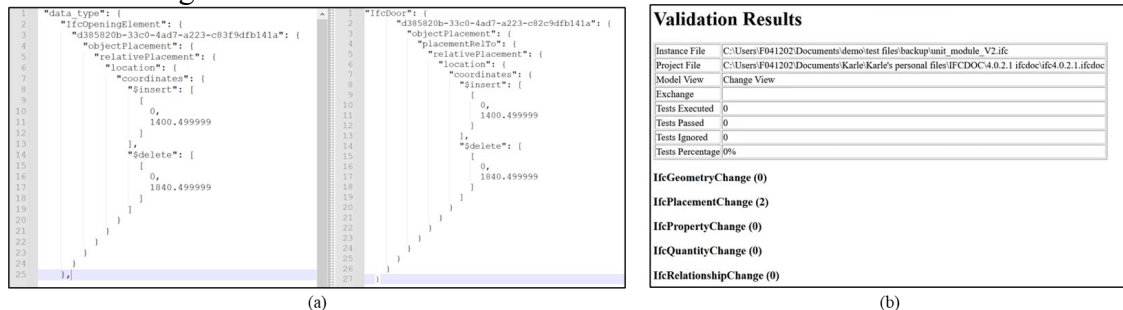 1 "data_type": {
2 "IfcOpeningElement": {
3 "d385820b-33c0-4ad7-a223-c83f9dfb141a": {
4 "objectPlacement": {
5 "relativePlacement": {
6 "location": {
7 "coordinates": {
8 "$insert": [
9 [
10 0,
11 1400.499999
12 ]
13 ],
14 "$delete": [
15 [
16 0,
17 1840.499999
18 ]
19 ]
20 }
21 }
22 }
23 }
24 }
25 },
1 "IfcDoor": {
2 "d385820b-33c0-4ad7-a223-c82c9dfb141a": {
3 "objectPlacement": {
4 "placementRelTo": {
5 "relativePlacement": {
6 "location": {
7 "coordinates": {
8 "$insert": [
9 [
10 0,
11 1400.499999
12 ]
13 ],
14 "$delete": [
15 [
16 0,
17 1840.499999
18 ]
19 ]
20 }
21 }
22 }
23 }
24 }
25 }
26 }
27 }
(a)
Validation Results
Instance File C:\Users\F041202\Documents\demo\test files\backup\unit_module_V2.ifc
Project File C:\Users\F041202\Documents\Karle\Karle's personal files\IFCDOC\4.0.2.1 ifcdoc\ifc4.0.2.1.ifcdoc
Model View Change View
Exchange
Tests Executed 0
Tests Passed 0
Tests Ignored 0
Tests Percentage 0%
IfcGeometryChange (0)
IfcPlacementChange (2)
IfcPropertyChange (0)
IfcQuantityChange (0)
IfcRelationshipChange (0)
(b)